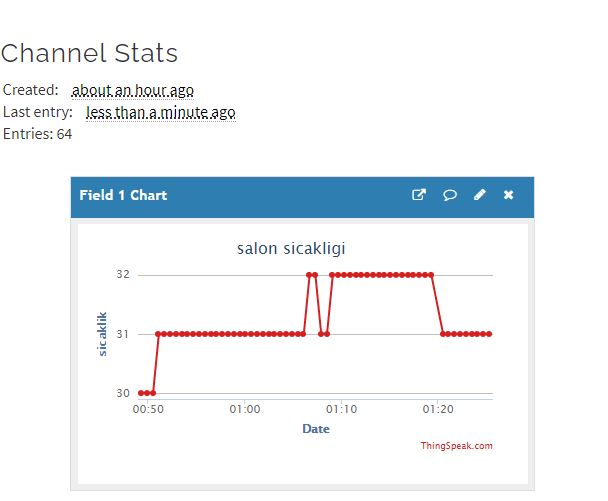 Channel Stats
Created: about an hour ago
Last entry: less than a minute ago
Entries: 64
Field 1 Chart
salon sicakligi
32
31
30
sicaklik
00:50 01:00 01:10 01:20
Date
ThingSpeak.com